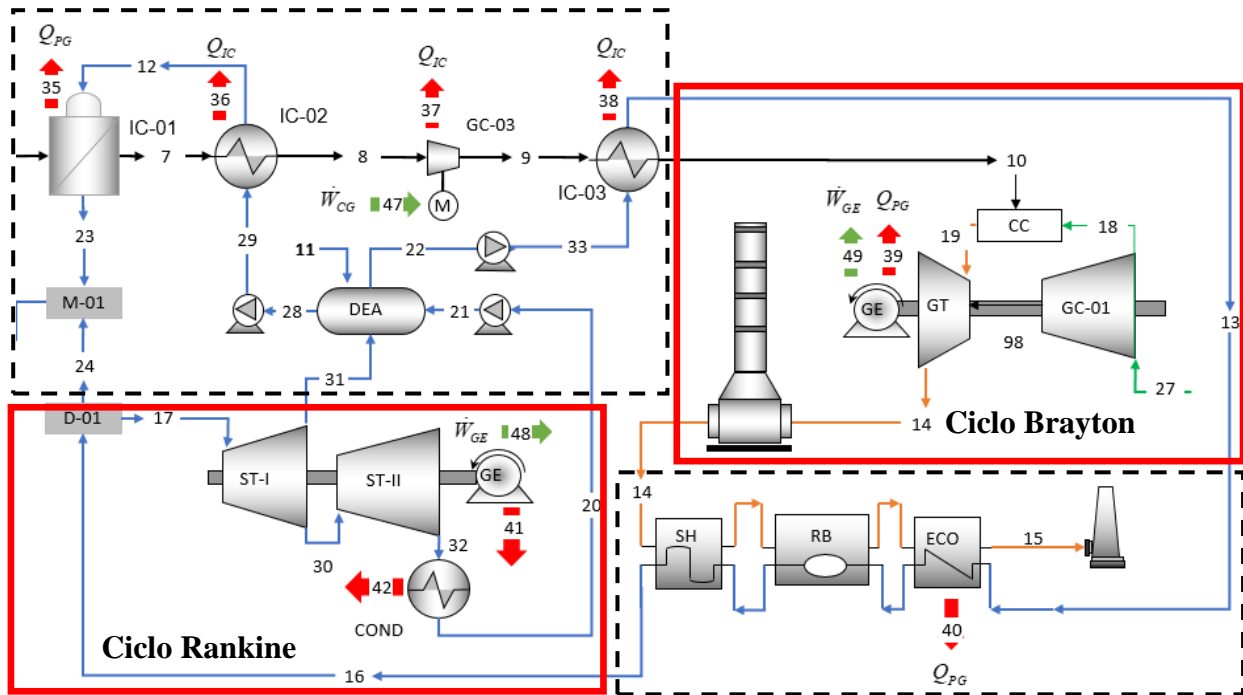 Q_PG
35
12
Q_IC
36
IC-02
Q_IC
37
GC-03
Q_IC
38
IC-01
7
8
9
10
Ẇ_CG
47
M
IC-03
23
29
11
22
33
M-01
28
DEA
21
24
31
D-01
17
Ẇ_GE
48
ST-I
ST-II
GE
41
20
30
32
42
COND
Ciclo Rankine
16
Ẇ_GE
Q_PG
49
39
19
CC
18
GE
GT
GC-01
98
13
27
14
Ciclo Brayton
14
SH
RB
ECO
15
40
Q_PG